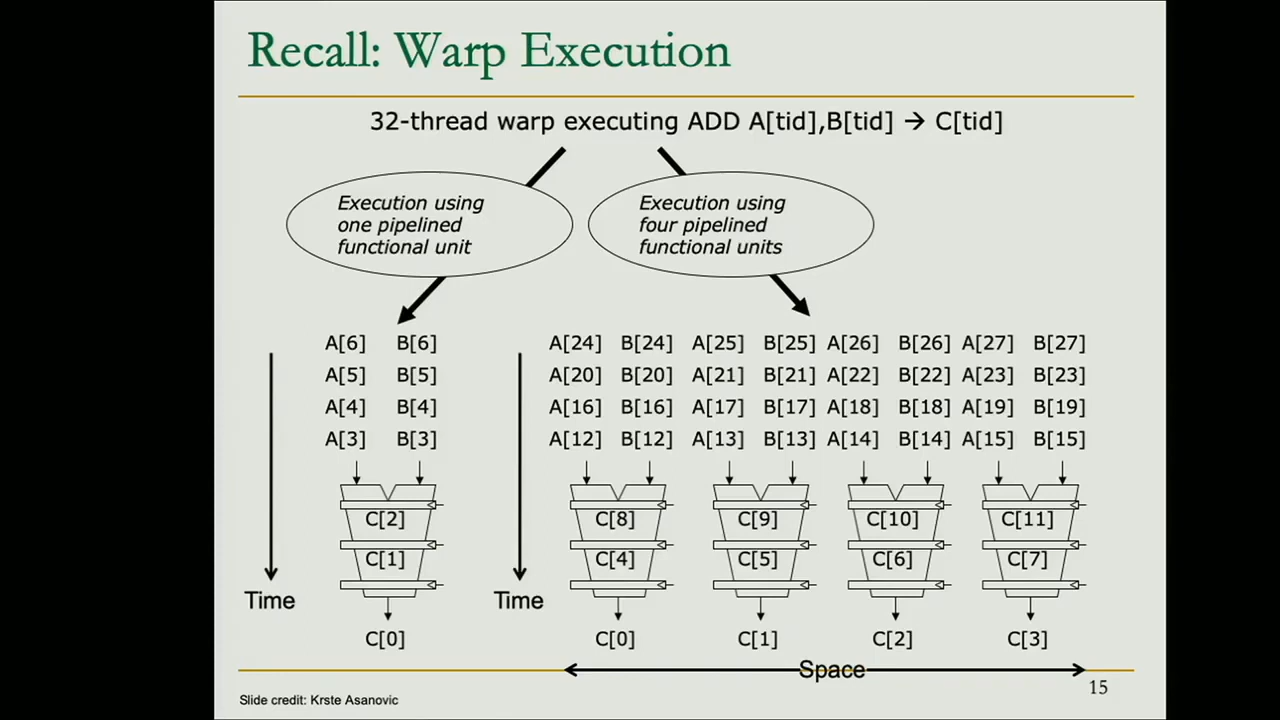 Recall: Warp Execution
32-thread warp executing ADD A[tid],B[tid] → C[tid]
Execution using
one pipelined
functional unit
Execution using
four pipelined
functional units
A[6] B[6]
A[5] B[5]
A[4] B[4]
A[3] B[3]
C[2]
C[1]
C[0]
Time
A[24] B[24] A[25] B[25] A[26] B[26] A[27] B[27]
A[20] B[20] A[21] B[21] A[22] B[22] A[23] B[23]
A[16] B[16] A[17] B[17] A[18] B[18] A[19] B[19]
A[12] B[12] A[13] B[13] A[14] B[14] A[15] B[15]
C[8] C[9] C[10] C[11]
C[4] C[5] C[6] C[7]
Time
C[0] C[1] C[2] C[3]
Space
Slide credit: Krste Asanovic
15